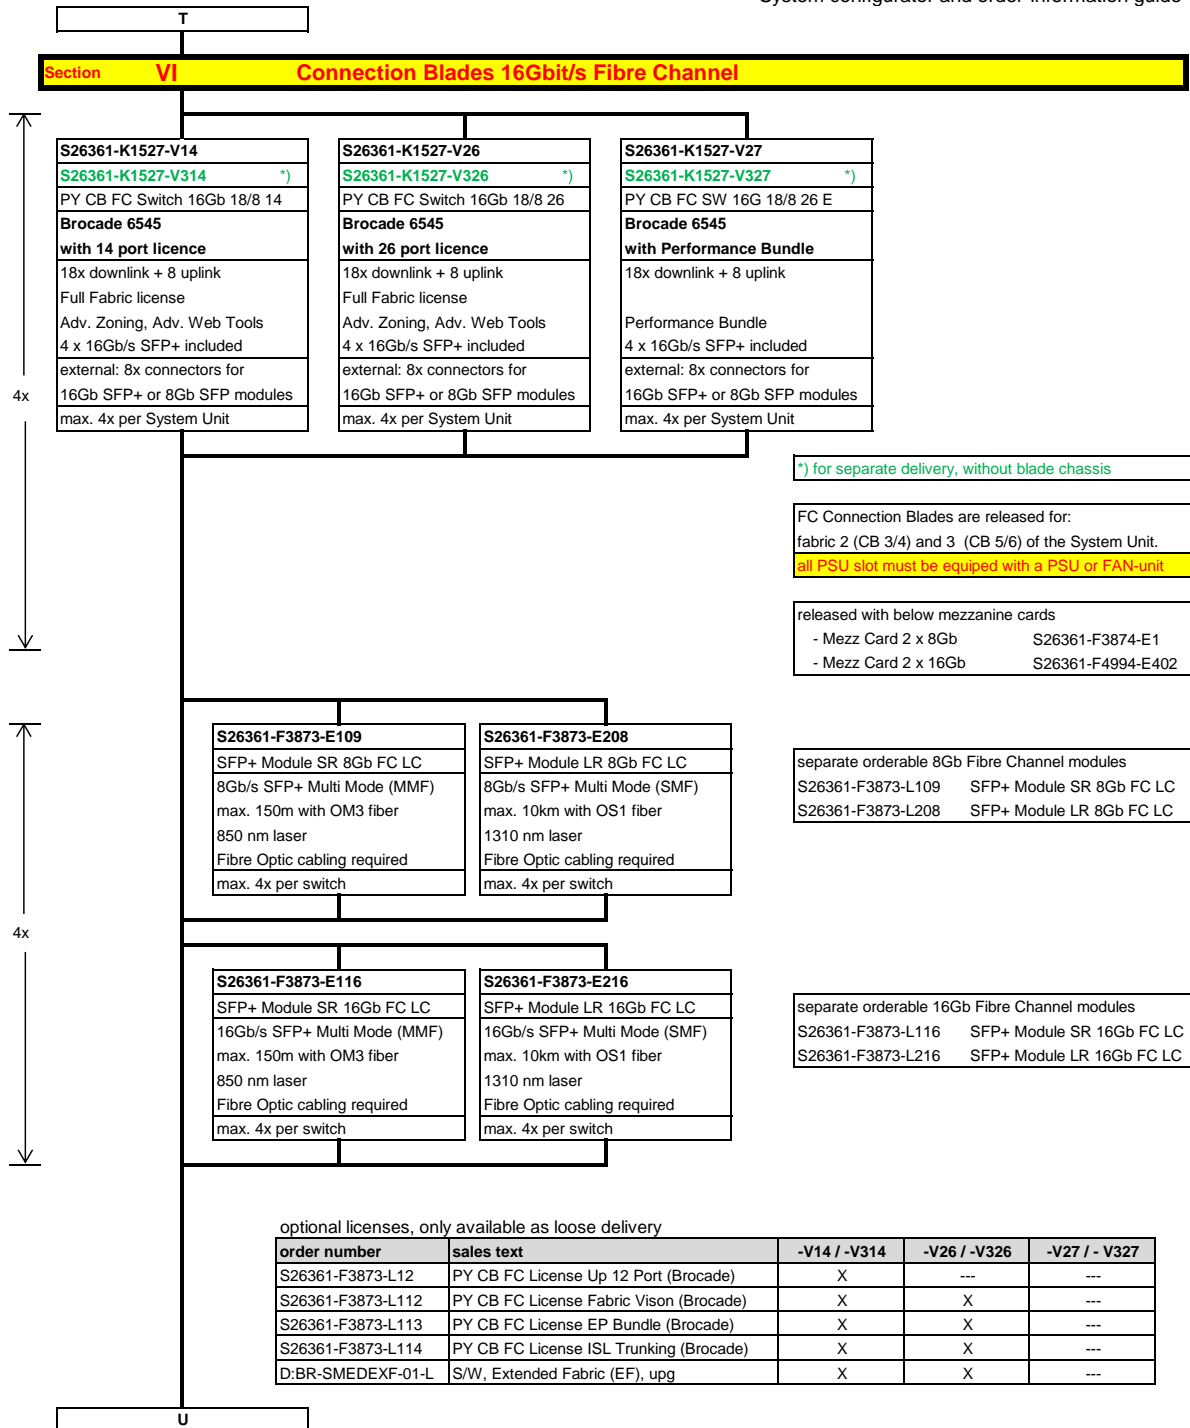 System configurator and order information guide
T
Section VI Connection Blades 16Gbit/s Fibre Channel
S26361-K1527-V14
S26361-K1527-V314 *)
PY CB FC Switch 16Gb 18/8 14
Brocade 6545
with 14 port licence
18x downlink + 8 uplink
Full Fabric license
Adv. Zoning, Adv. Web Tools
4 x 16Gb/s SFP+ included
external: 8x connectors for
16Gb SFP+ or 8Gb SFP modules
max. 4x per System Unit
S26361-K1527-V26
S26361-K1527-V326 *)
PY CB FC Switch 16Gb 18/8 26
Brocade 6545
with 26 port licence
18x downlink + 8 uplink
Full Fabric license
Adv. Zoning, Adv. Web Tools
4 x 16Gb/s SFP+ included
external: 8x connectors for
16Gb SFP+ or 8Gb SFP modules
max. 4x per System Unit
S26361-K1527-V27
S26361-K1527-V327 *)
PY CB FC SW 16G 18/8 26 E
Brocade 6545
with Performance Bundle
18x downlink + 8 uplink
Performance Bundle
4 x 16Gb/s SFP+ included
external: 8x connectors for
16Gb SFP+ or 8Gb SFP modules
max. 4x per System Unit
4x
*) for separate delivery, without blade chassis
FC Connection Blades are released for:
fabric 2 (CB 3/4) and 3 (CB 5/6) of the System Unit.
all PSU slot must be equiped with a PSU or FAN-unit
released with below mezzanine cards
- Mezz Card 2 x 8Gb S26361-F3874-E1
- Mezz Card 2 x 16Gb S26361-F4994-E402
S26361-F3873-E109
SFP+ Module SR 8Gb FC LC
8Gb/s SFP+ Multi Mode (MMF)
max. 150m with OM3 fiber
850 nm laser
Fibre Optic cabling required
max. 4x per switch
S26361-F3873-E208
SFP+ Module LR 8Gb FC LC
8Gb/s SFP+ Multi Mode (SMF)
max. 10km with OS1 fiber
1310 nm laser
Fibre Optic cabling required
max. 4x per switch
separate orderable 8Gb Fibre Channel modules
S26361-F3873-L109 SFP+ Module SR 8Gb FC LC
S26361-F3873-L208 SFP+ Module LR 8Gb FC LC
4x
S26361-F3873-E116
SFP+ Module SR 16Gb FC LC
16Gb/s SFP+ Multi Mode (MMF)
max. 150m with OM3 fiber
850 nm laser
Fibre Optic cabling required
max. 4x per switch
S26361-F3873-E216
SFP+ Module LR 16Gb FC LC
16Gb/s SFP+ Multi Mode (SMF)
max. 10km with OS1 fiber
1310 nm laser
Fibre Optic cabling required
max. 4x per switch
separate orderable 16Gb Fibre Channel modules
S26361-F3873-L116 SFP+ Module SR 16Gb FC LC
S26361-F3873-L216 SFP+ Module LR 16Gb FC LC
optional licenses, only available as loose delivery
order number sales text -V14 / -V314 -V26 / -V326 -V27 / - V327
S26361-F3873-L12 PY CB FC License Up 12 Port (Brocade) X --- ---
S26361-F3873-L112 PY CB FC License Fabric Vison (Brocade) X X ---
S26361-F3873-L113 PY CB FC License EP Bundle (Brocade) X X ---
S26361-F3873-L114 PY CB FC License ISL Trunking (Brocade) X X ---
D:BR-SMEDEXF-01-L S/W, Extended Fabric (EF), upg X X ---
U